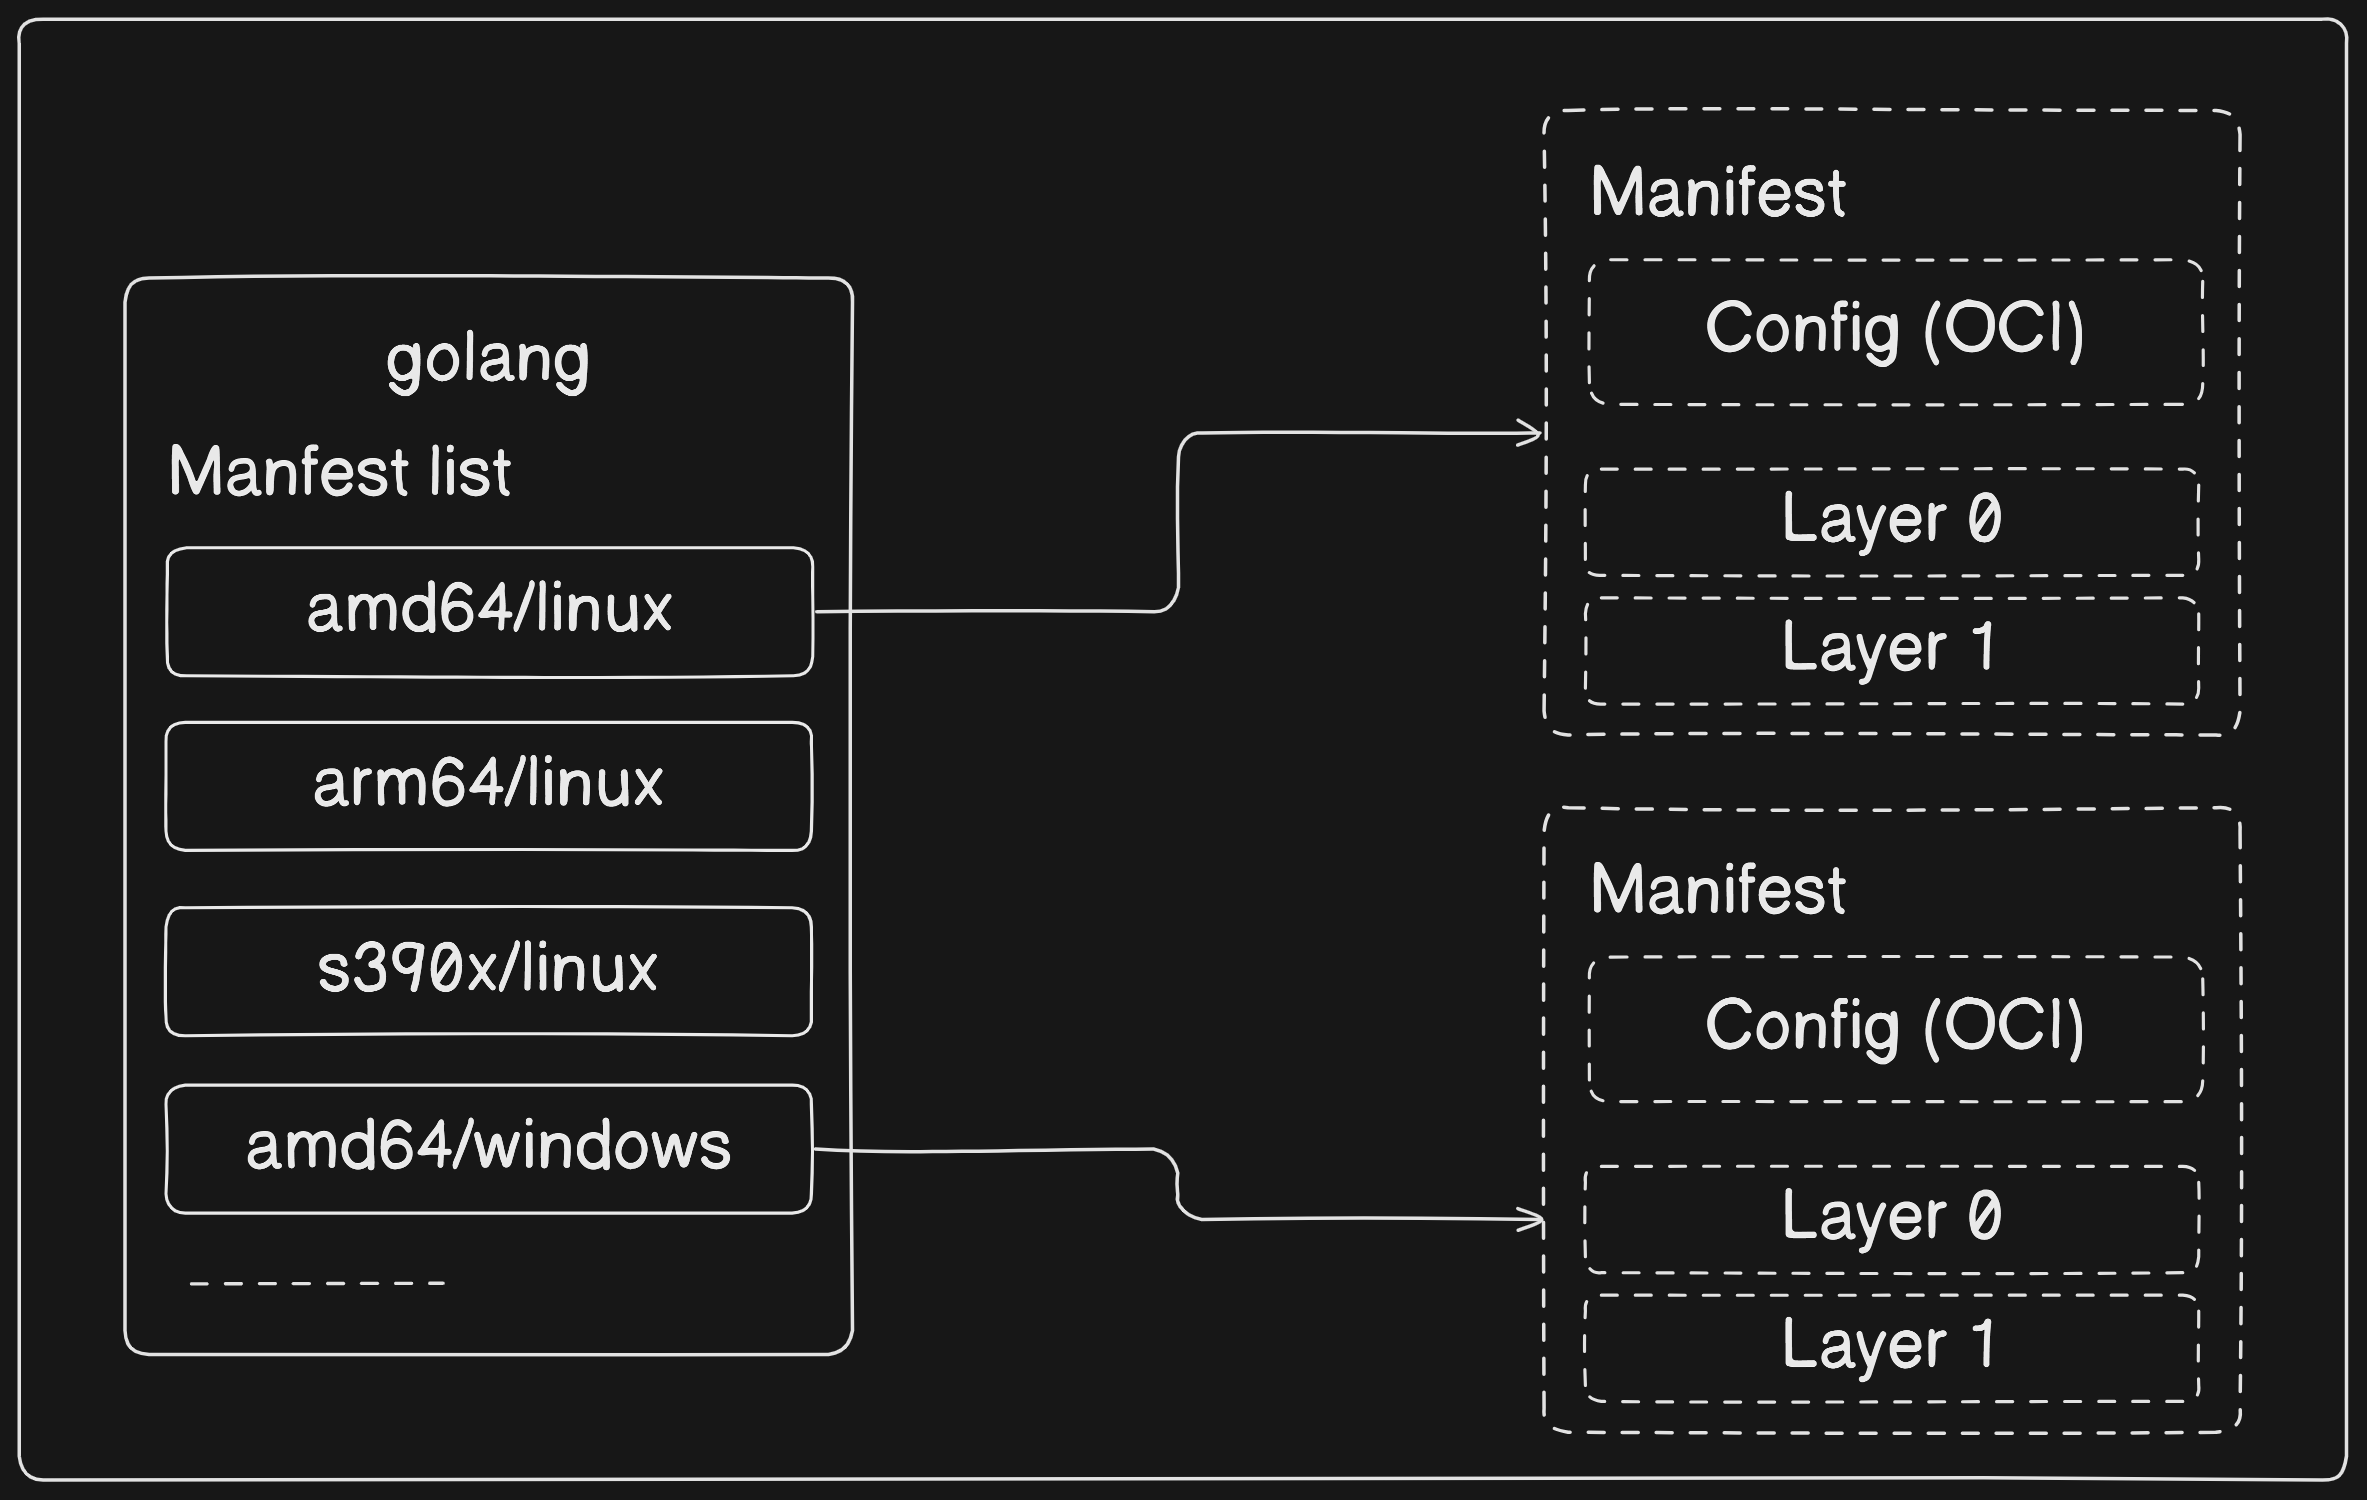 golang
Manfest list
amd64/linux
arm64/linux
s390x/linux
amd64/windows
Manifest
Config (OCI)
Layer 0
Layer 1
Manifest
Config (OCI)
Layer 0
Layer 1